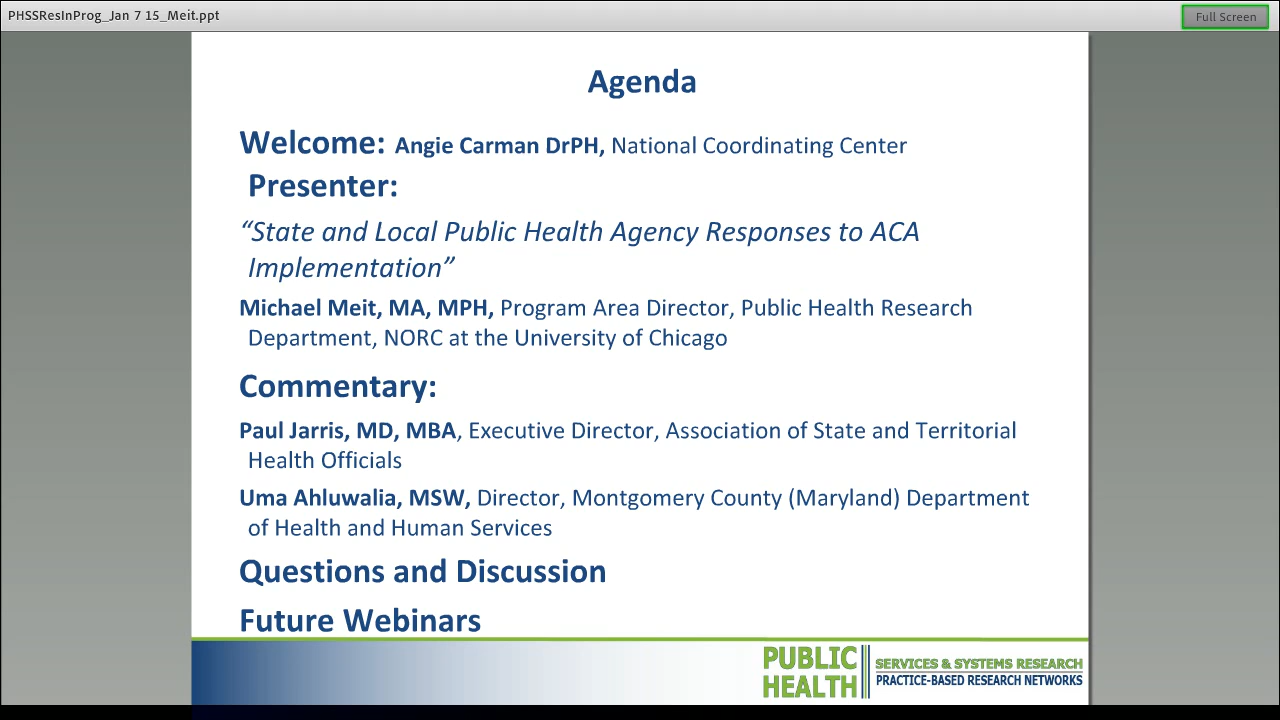 PHSSResInProg_Jan 7 15_Meit.ppt
Full Screen
Agenda
Welcome: Angie Carman DrPH, National Coordinating Center
Presenter:
“State and Local Public Health Agency Responses to ACA
Implementation”
Michael Meit, MA, MPH, Program Area Director, Public Health Research
Department, NORC at the University of Chicago
Commentary:
Paul Jarris, MD, MBA, Executive Director, Association of State and Territorial
Health Officials
Uma Ahluwalia, MSW, Director, Montgomery County (Maryland) Department
of Health and Human Services
Questions and Discussion
Future Webinars
PUBLIC
HEALTH
SERVICES & SYSTEMS RESEARCH
PRACTICE-BASED RESEARCH NETWORKS